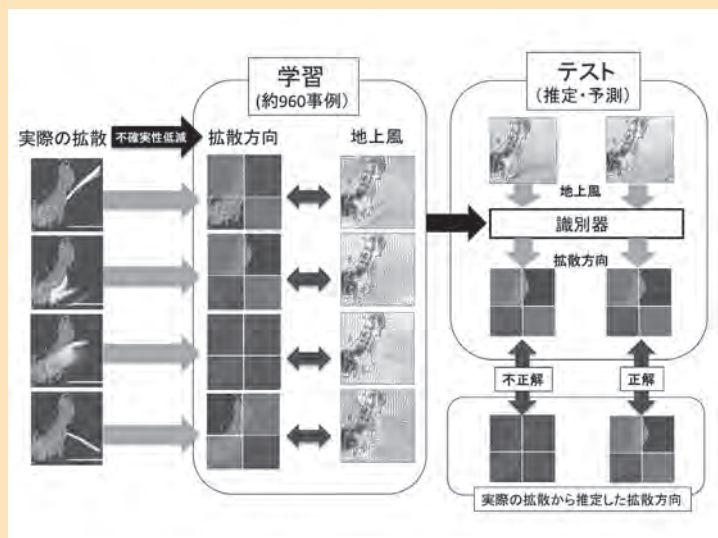 学習
(約960事例)
実際の拡散
不確実性低減
拡散方向
地上風
テスト
(推定・予測)
地上風
識別器
拡散方向
不正解
正解
実際の拡散から推定した拡散方向